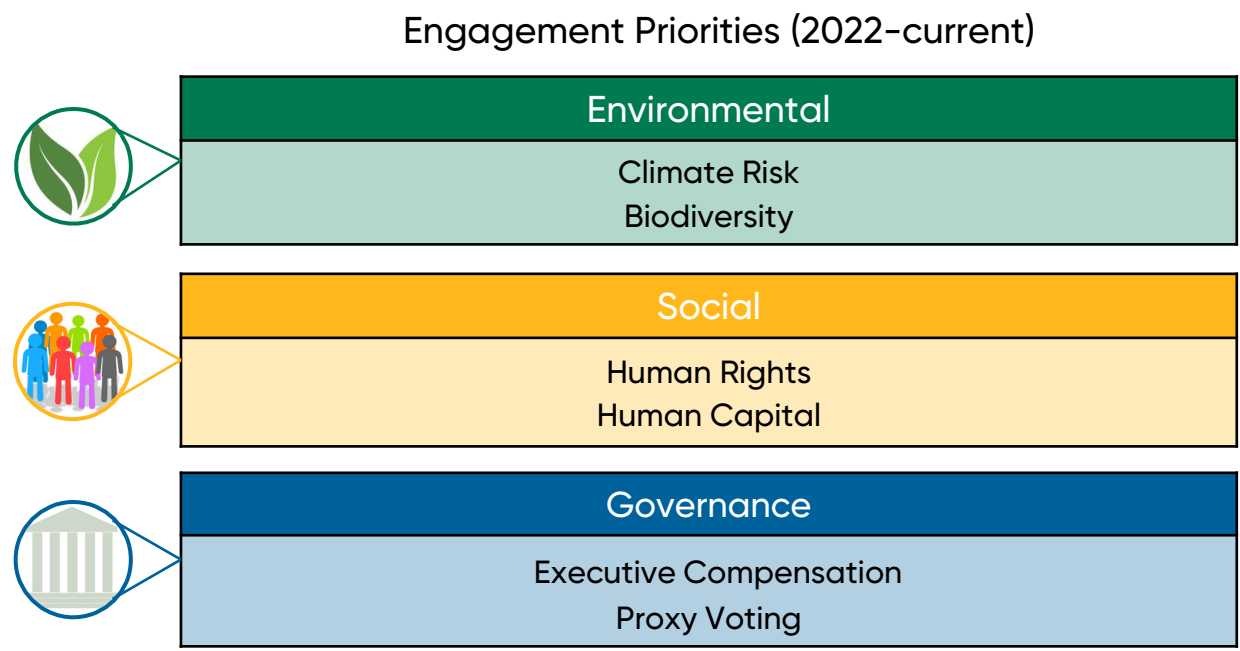 Engagement Priorities (2022-current)
Environmental
Climate Risk
Biodiversity
Social
Human Rights
Human Capital
Governance
Executive Compensation
Proxy Voting